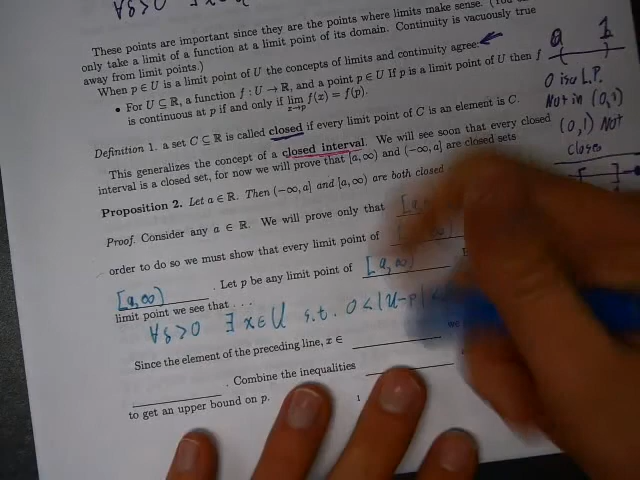 ∀δ>0 ∃
These points are important since they are the points where limits make sense. (You
only take a limit of a function at a limit point of its domain. Continuity is vacuously true
away from limit points.)
When p ∈ U is a limit point of U the concepts of limits and continuity agree:
• For U ⊆ ℝ, a function f : U → ℝ, and a point p ∈ U If p is a limit point of U then f
is continuous at p if and only if lim x→p f(x) = f(p).
Definition 1. a set C ⊆ ℝ is called closed if every limit point of C is an element is C.
This generalizes the concept of a closed interval. We will see soon that every closed
interval is a closed set, for now we will prove that [a, ∞) and (−∞, a] are closed sets
Proposition 2. Let a ∈ ℝ. Then (−∞, a] and [a, ∞) are both closed
Proof. Consider any a ∈ ℝ. We will prove only that
order to do so we must show that every limit point of
[a, ∞) . Let p be any limit point of [a, ∞)
limit point we see that . . .
∀δ>0 ∃ x∈U s.t. 0<|U-p|<
Since the element of the preceding line, x ∈
. Combine the inequalities
to get an upper bound on p.
1
0 1
0 is a L.P.
Not in (0,1)
(0,1) Not
closed